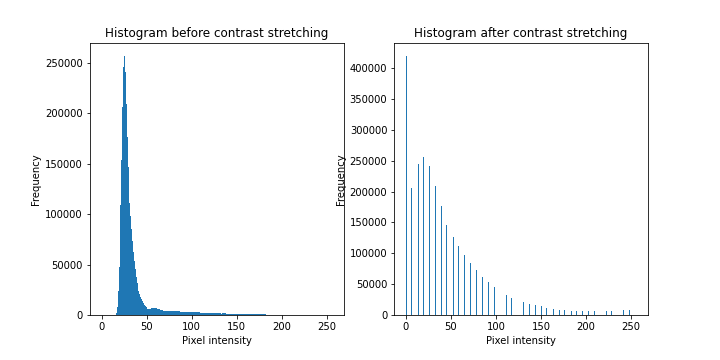 Histogram before contrast stretching
Frequency
250000
200000
150000
100000
50000
0
0 50 100 150 200 250
Pixel intensity
Histogram after contrast stretching
Frequency
400000
350000
300000
250000
200000
150000
100000
50000
0
0 50 100 150 200 250
Pixel intensity